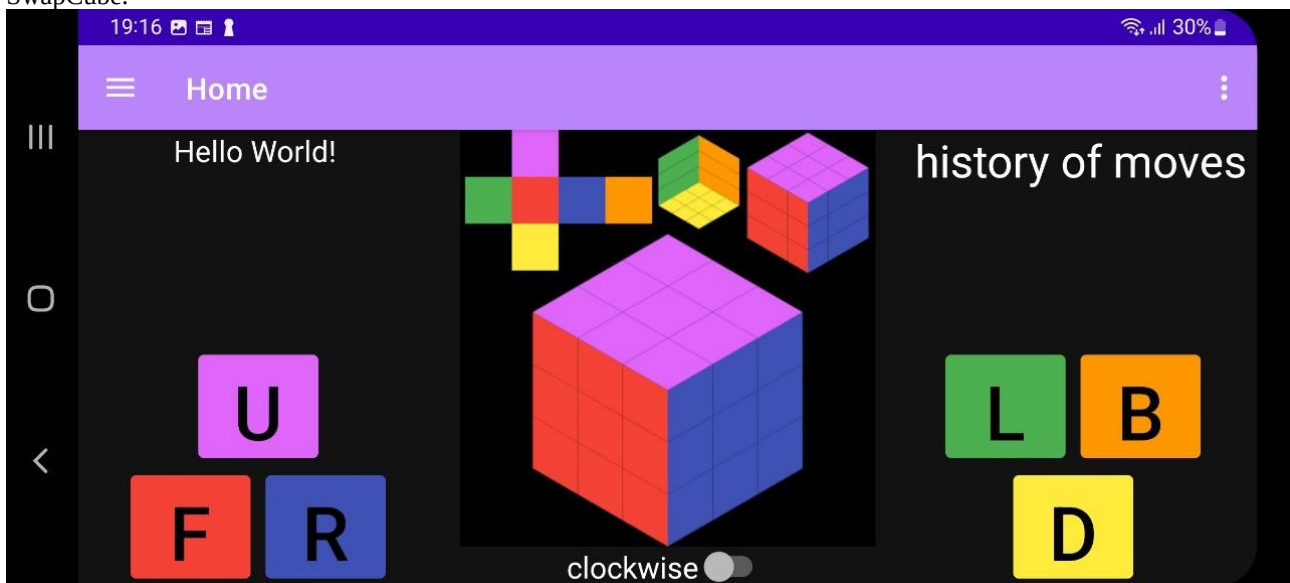 SwapCube.
19:16
30%
Home
Hello World!
history of moves
U
L B
F R
D
clockwise